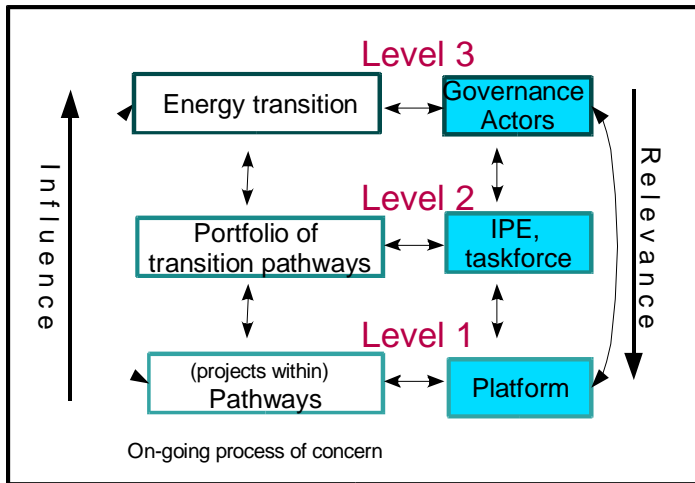 Level 3
Energy transition
Governance
Actors
Influence
Relevance
Level 2
Portfolio of
transition pathways
IPE,
taskforce
Level 1
(projects within)
Pathways
Platform
On-going process of concern